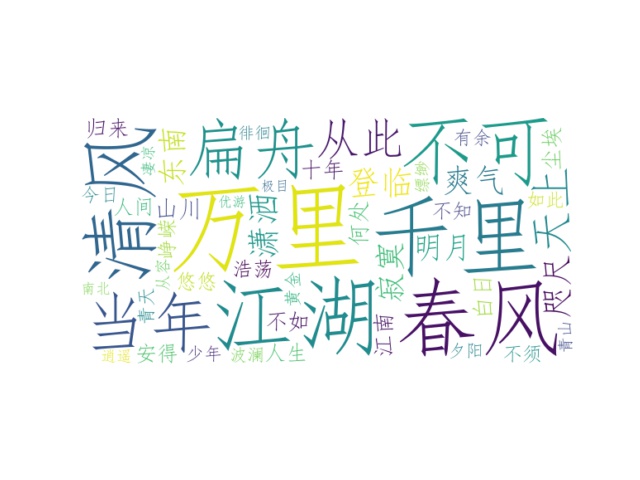 归来
徘徊
清风
凄凉
东南
扁舟
从此
十年
不可
有余
尘埃
今日
人间
山川
万里
优游
极目
潇洒
登临
何处
缥缈
爽气
千里
不知
如此
天上
从容
峥嵘
悠悠
浩荡
黄金
寂寞
明月
白日
咫尺
南北
青天
当年
江湖
不如
江南
春风
青山
逍遥
安得
少年
波澜
人生
夕阳
不须